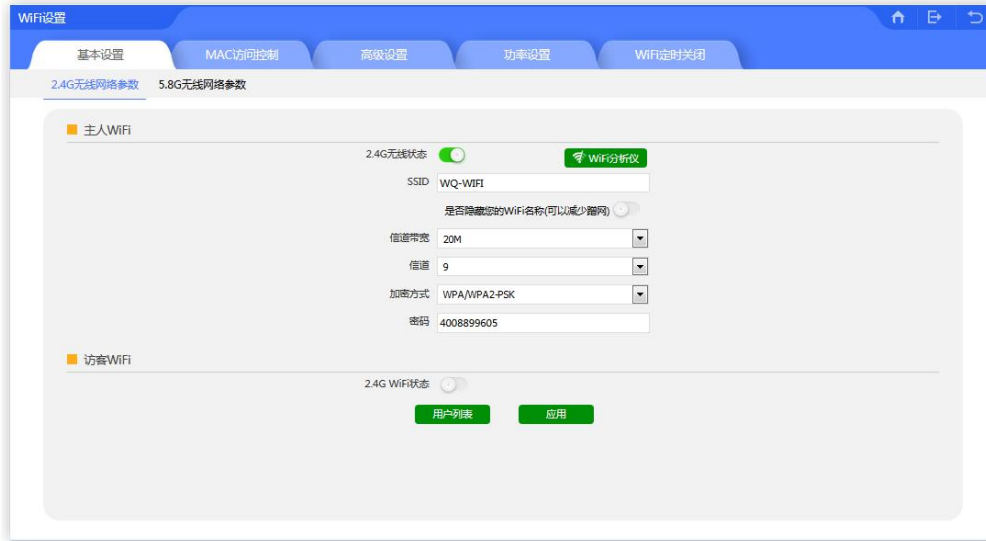 WiFi设置
基本设置 MAC访问控制 高级设置 功率设置 WiFi定时关闭
2.4G无线网络参数 5.8G无线网络参数
主人WiFi
2.4G无线状态 WiFi分析仪
SSID WQ-WIFI
是否隐藏您的WiFi名称(可以减少蹭网)
信道带宽 20M
信道 9
加密方式 WPA/WPA2-PSK
密码 4008899605
访客WiFi
2.4G WiFi状态
用户列表 应用